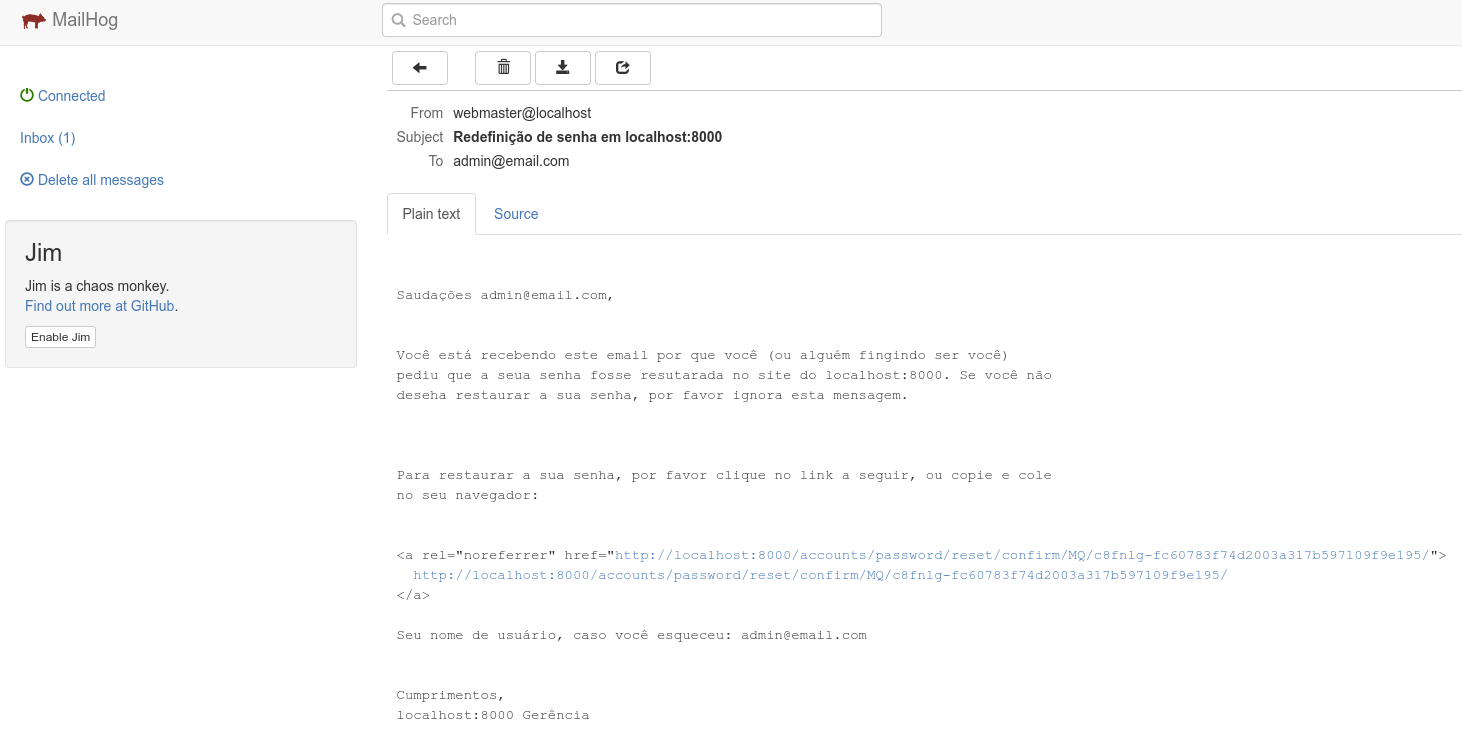 MailHog
Search
Connected
Inbox (1)
Delete all messages
Jim
Jim is a chaos monkey.
Find out more at GitHub.
Enable Jim
From webmaster@localhost
Subject Redefinição de senha em localhost:8000
To admin@email.com
Plain text Source
Saudações admin@email.com,
Você está recebendo este email por que você (ou alguém fingindo ser você)
pediu que a seua senha fosse resutarada no site do localhost:8000. Se você não
deseha restaurar a sua senha, por favor ignora esta mensagem.
Para restaurar a sua senha, por favor clique no link a seguir, ou copie e cole
no seu navegador:
<a rel="noreferrer" href="http://localhost:8000/accounts/password/reset/confirm/MQ/c8fnlg-fc60783f74d2003a317b597109f9e195/">
http://localhost:8000/accounts/password/reset/confirm/MQ/c8fnlg-fc60783f74d2003a317b597109f9e195/
</a>
Seu nome de usuário, caso você esqueceu: admin@email.com
Cumprimentos,
localhost:8000 Gerência